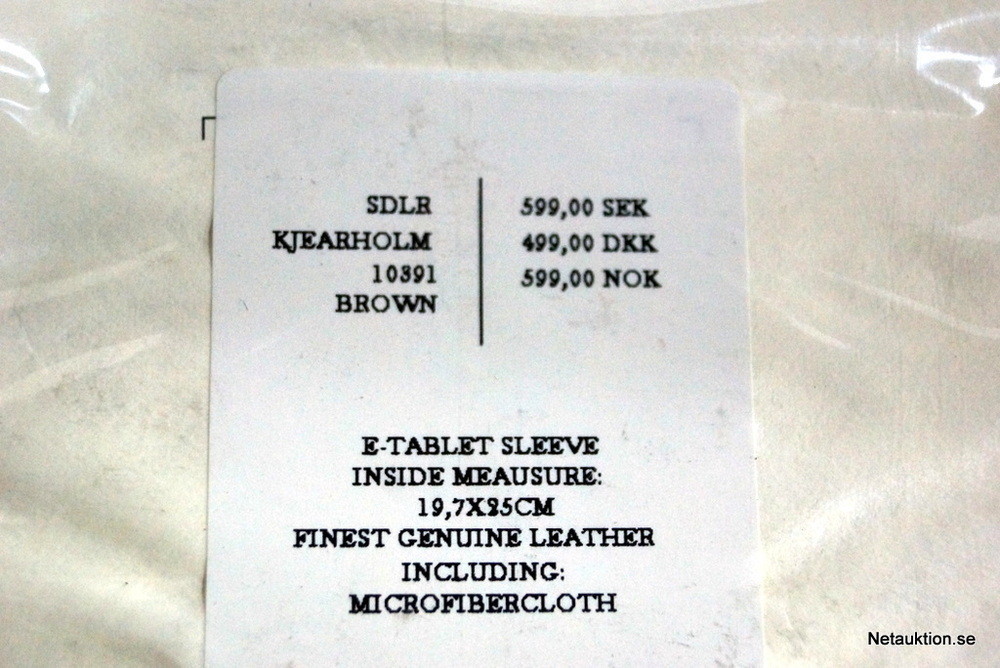 SDLR
KJEARHOLM
10391
BROWN
599,00 SEK
499,00 DKK
599,00 NOK
E-TABLET SLEEVE
INSIDE MEAUSURE:
19,7X25CM
FINEST GENUINE LEATHER
INCLUDING:
MICROFIBERCLOTH
Netauktion.se